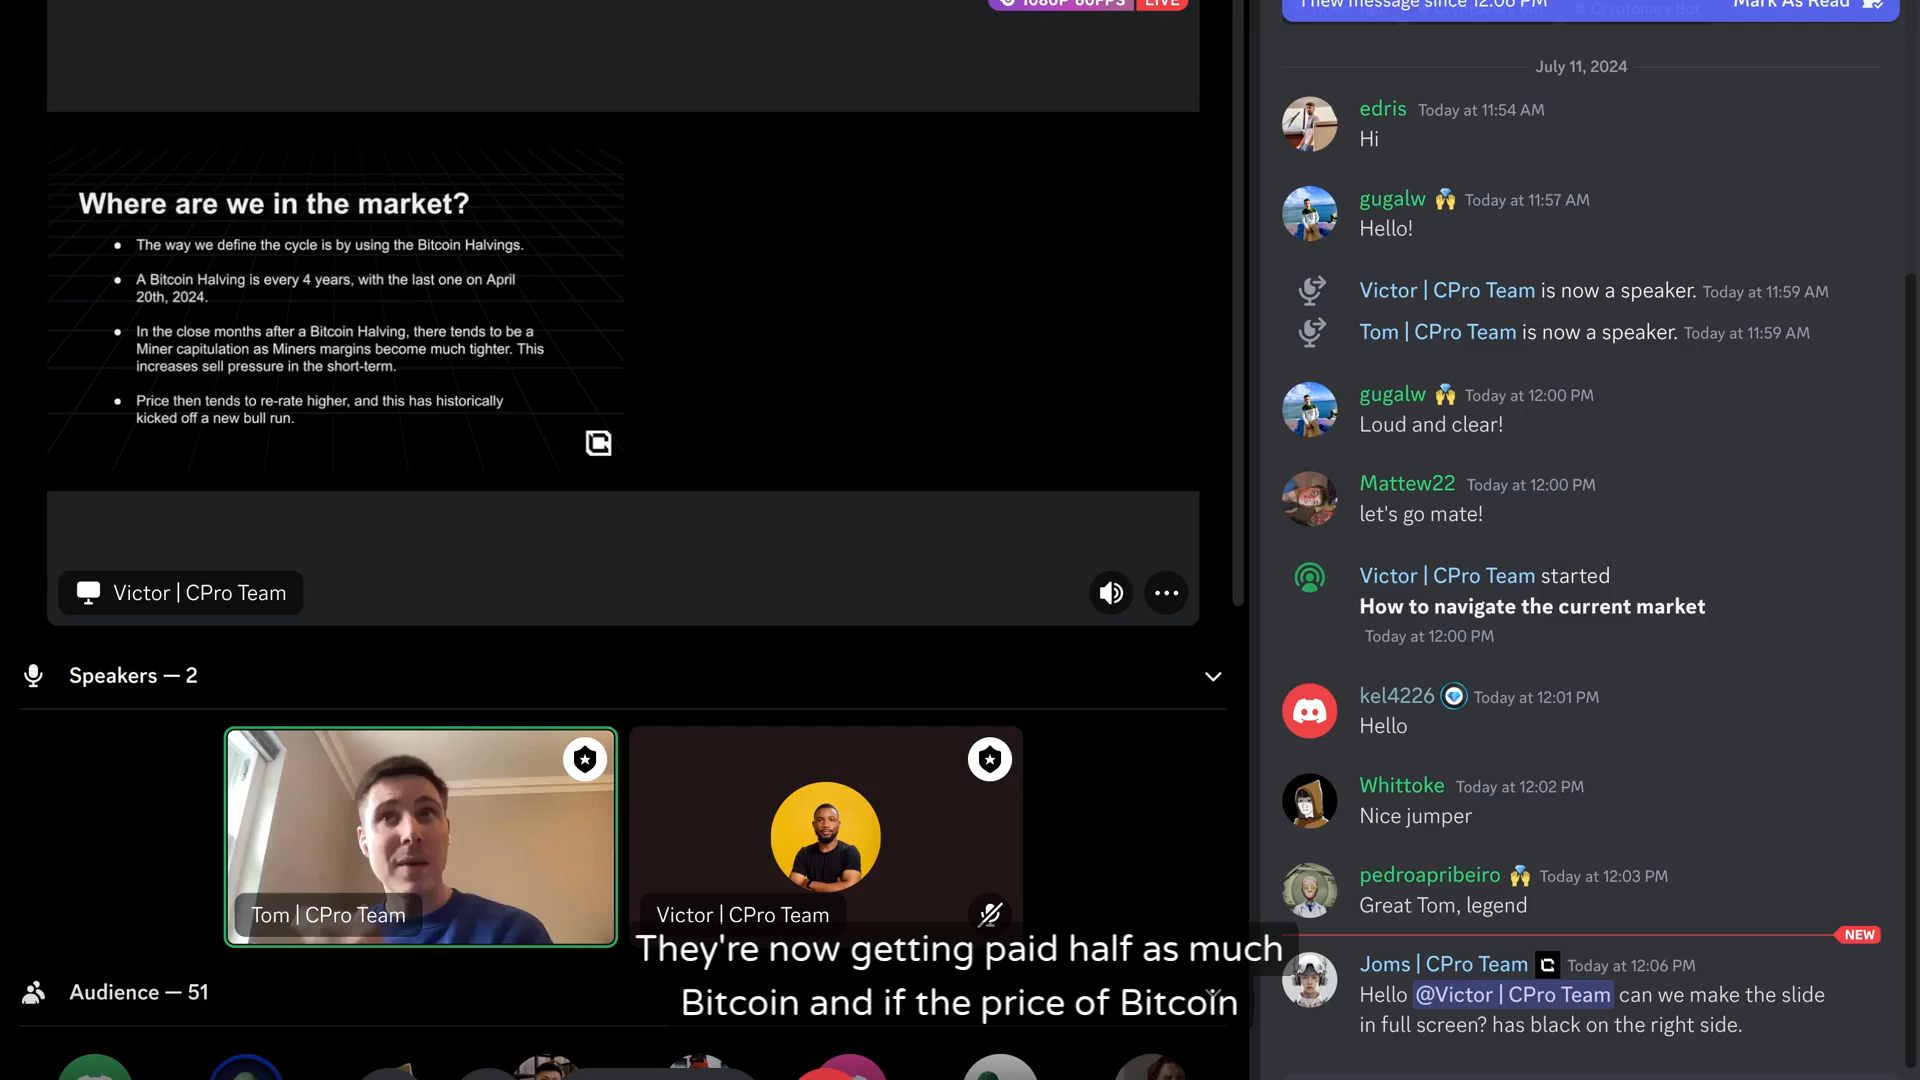 1080P 60FPS LIVE
Where are we in the market?
● The way we define the cycle is by using the Bitcoin Halvings.
● A Bitcoin Halving is every 4 years, with the last one on April
20th, 2024.
● In the close months after a Bitcoin Halving, there tends to be a
Miner capitulation as Miners margins become much tighter. This
increases sell pressure in the short-term.
● Price then tends to re-rate higher, and this has historically
kicked off a new bull run.
Victor | CPro Team
Speakers — 2
Tom | CPro Team
Victor | CPro Team
They're now getting paid half as much
Bitcoin and if the price of Bitcoin
Audience — 51
1 new message since 12:06 PM Mark As Read
Cryptonary Bot
July 11, 2024
edris Today at 11:54 AM
Hi
gugalw Today at 11:57 AM
Hello!
Victor | CPro Team is now a speaker. Today at 11:59 AM
Tom | CPro Team is now a speaker. Today at 11:59 AM
gugalw Today at 12:00 PM
Loud and clear!
Mattew22 Today at 12:00 PM
let's go mate!
Victor | CPro Team started
How to navigate the current market
Today at 12:00 PM
kel4226 Today at 12:01 PM
Hello
Whittoke Today at 12:02 PM
Nice jumper
pedroapribeiro Today at 12:03 PM
Great Tom, legend
NEW
Joms | CPro Team Today at 12:06 PM
Hello @Victor | CPro Team can we make the slide
in full screen? has black on the right side.